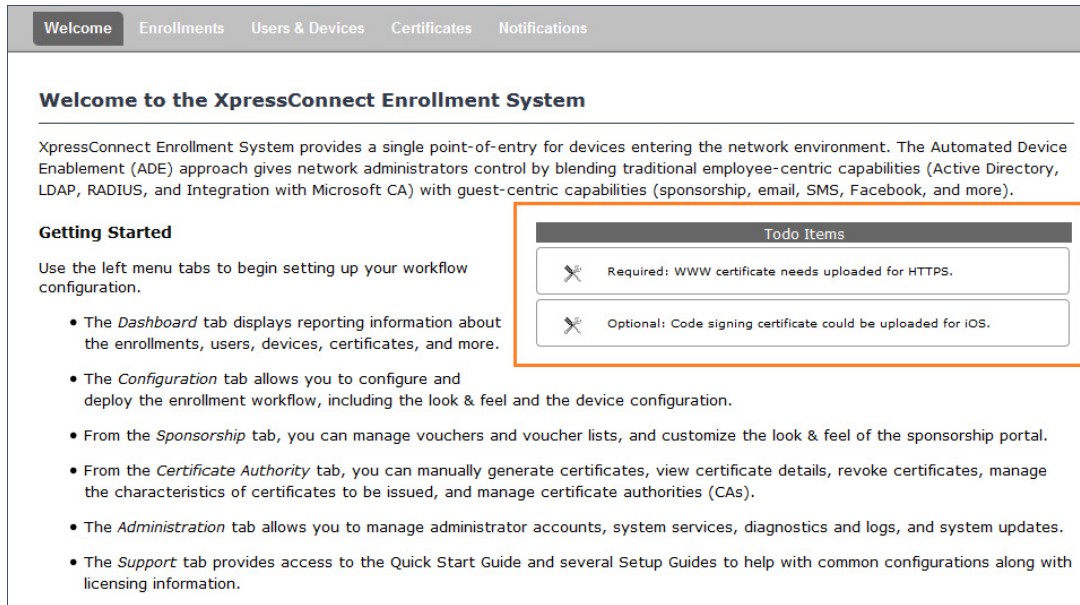 Welcome Enrollments Users & Devices Certificates Notifications
Welcome to the XpressConnect Enrollment System
XpressConnect Enrollment System provides a single point-of-entry for devices entering the network environment. The Automated Device
Enablement (ADE) approach gives network administrators control by blending traditional employee-centric capabilities (Active Directory,
LDAP, RADIUS, and Integration with Microsoft CA) with guest-centric capabilities (sponsorship, email, SMS, Facebook, and more).
Getting Started
Use the left menu tabs to begin setting up your workflow
configuration.
• The Dashboard tab displays reporting information about
the enrollments, users, devices, certificates, and more.
Todo Items
Required: WWW certificate needs uploaded for HTTPS.
Optional: Code signing certificate could be uploaded for iOS.
• The Configuration tab allows you to configure and
deploy the enrollment workflow, including the look & feel and the device configuration.
• From the Sponsorship tab, you can manage vouchers and voucher lists, and customize the look & feel of the sponsorship portal.
• From the Certificate Authority tab, you can manually generate certificates, view certificate details, revoke certificates, manage
the characteristics of certificates to be issued, and manage certificate authorities (CAs).
• The Administration tab allows you to manage administrator accounts, system services, diagnostics and logs, and system updates.
• The Support tab provides access to the Quick Start Guide and several Setup Guides to help with common configurations along with
licensing information.